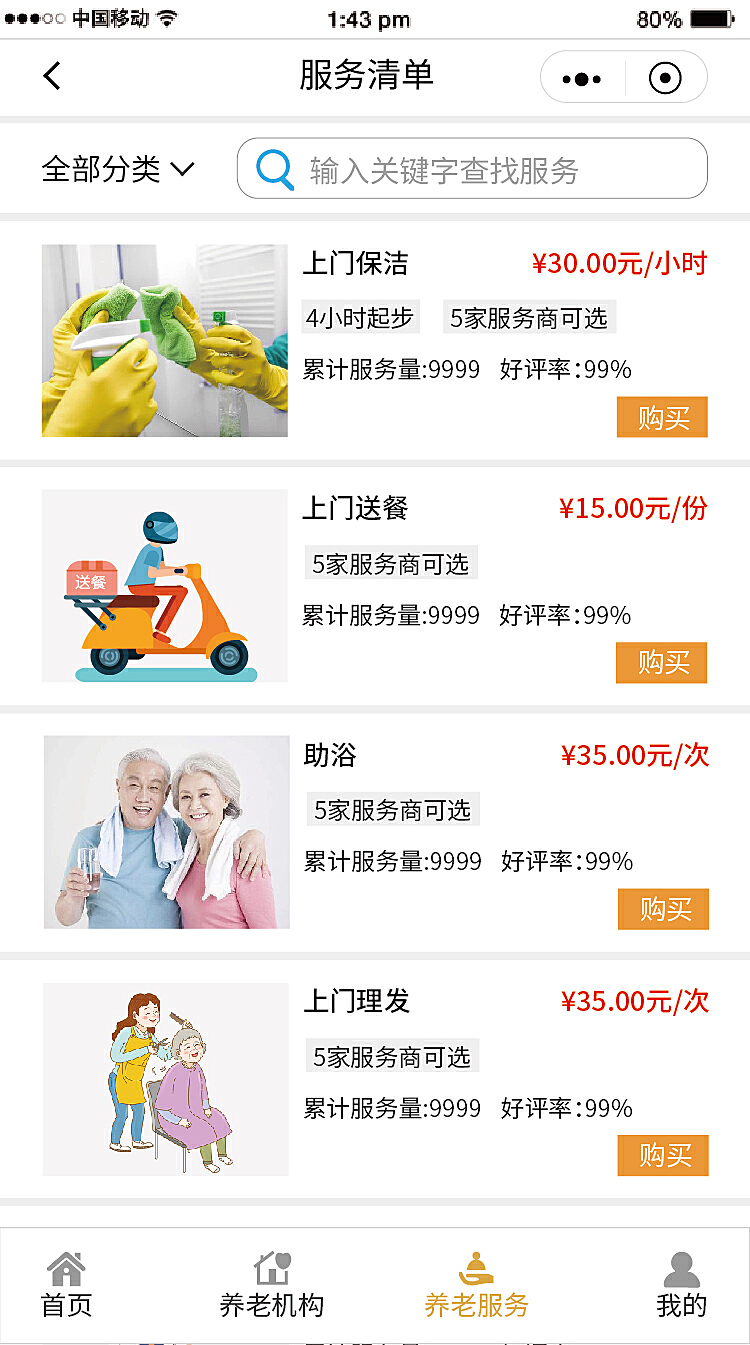 中国移动
1:43 pm
80%
服务清单
全部分类
输入关键字查找服务
上门保洁
¥30.00元/小时
4小时起步 5家服务商可选
累计服务量:9999 好评率:99%
购买
上门送餐
¥15.00元/份
送餐
5家服务商可选
累计服务量:9999 好评率:99%
购买
助浴
¥35.00元/次
5家服务商可选
累计服务量:9999 好评率:99%
购买
上门理发
¥35.00元/次
5家服务商可选
累计服务量:9999 好评率:99%
购买
首页 养老机构 养老服务 我的